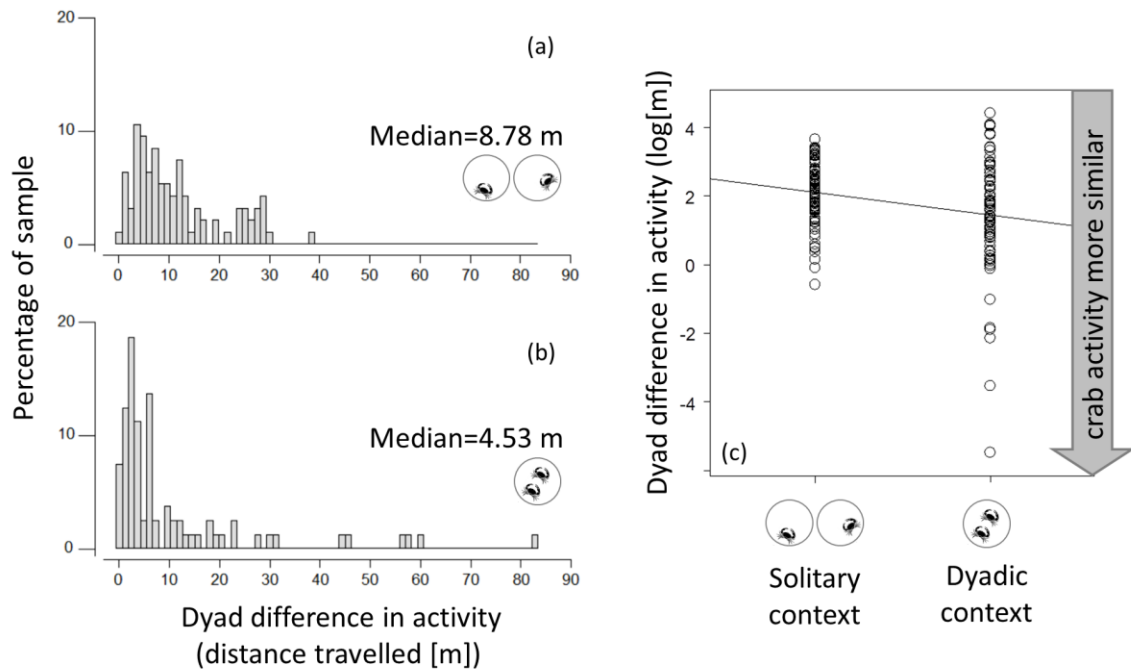 Percentage of sample
20
10
0
(a)
Median=8.78 m
0 10 20 30 40 50 60 70 80 90
20
10
0
(b)
Median=4.53 m
0 10 20 30 40 50 60 70 80 90
Dyad difference in activity
(distance travelled [m])
Dyad difference in activity (log[m])
4
2
0
-2
-4
(c)
crab activity more similar
Solitary
context
Dyadic
context